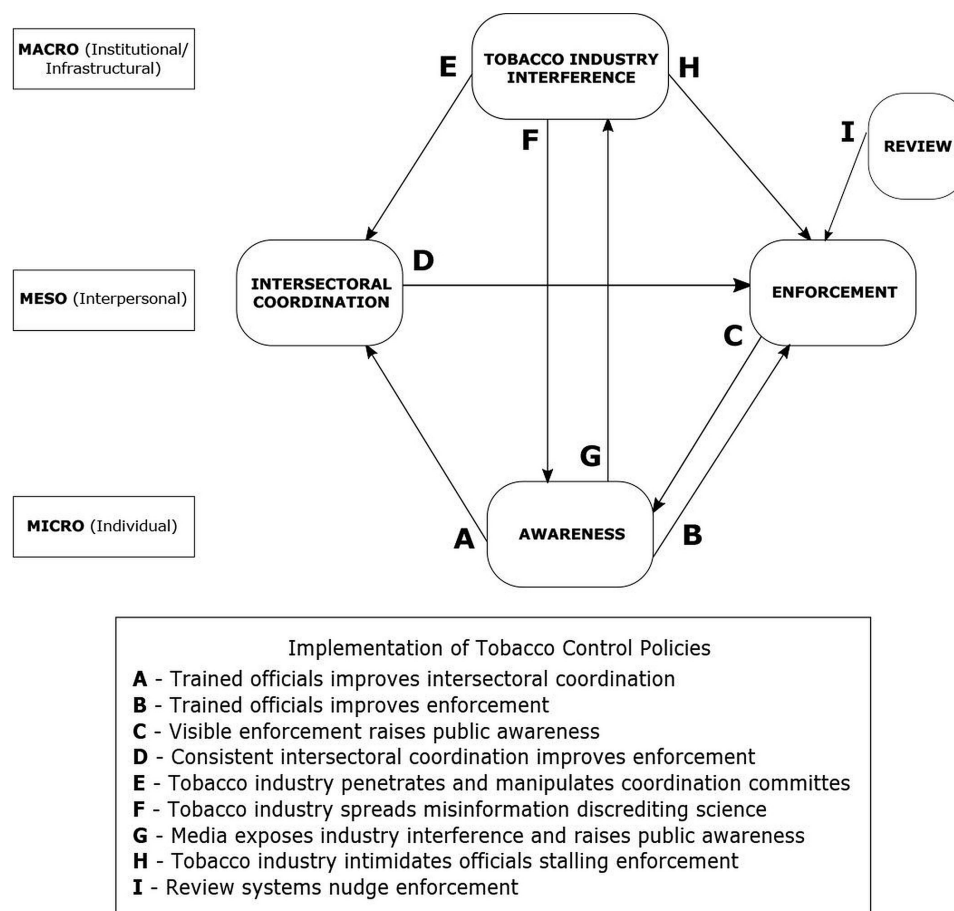 MACRO (Institutional/
Infrastructural)
E
TOBACCO INDUSTRY
INTERFERENCE
H
F
I
REVIEW
MESO (Interpersonal)
INTERSECTORAL
COORDINATION
D
ENFORCEMENT
C
G
MICRO (Individual)
A
AWARENESS
B
Implementation of Tobacco Control Policies
A - Trained officials improves intersectoral coordination
B - Trained officials improves enforcement
C - Visible enforcement raises public awareness
D - Consistent intersectoral coordination improves enforcement
E - Tobacco industry penetrates and manipulates coordination committes
F - Tobacco industry spreads misinformation discrediting science
G - Media exposes industry interference and raises public awareness
H - Tobacco industry intimidates officials stalling enforcement
I - Review systems nudge enforcement